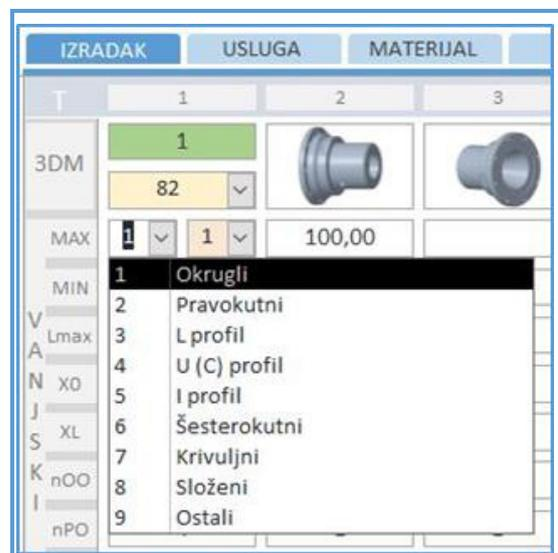 IZRADAK USLUGA MATERIJAL
T 1 2 3
3DM 1
82
MAX 1 1 100,00
MIN
Lmax
X0
XL
nOO
nPO
VANJSKI
1 Okrugli
2 Pravokutni
3 L profil
4 U (C) profil
5 I profil
6 Šesterokutni
7 Krivuljni
8 Složeni
9 Ostali